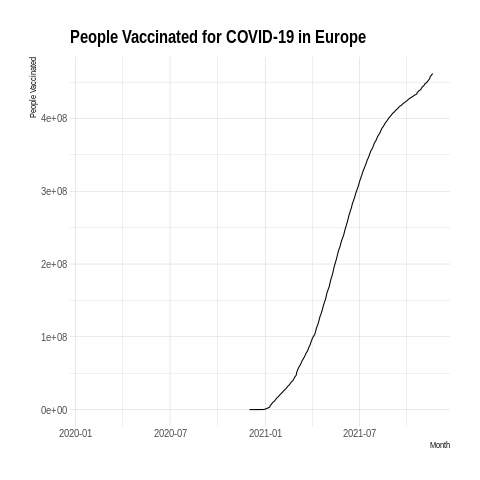 People Vaccinated for COVID-19 in Europe
People Vaccinated
4e+08
3e+08
2e+08
1e+08
0e+00
2020-01 2020-07 2021-01 2021-07
Month